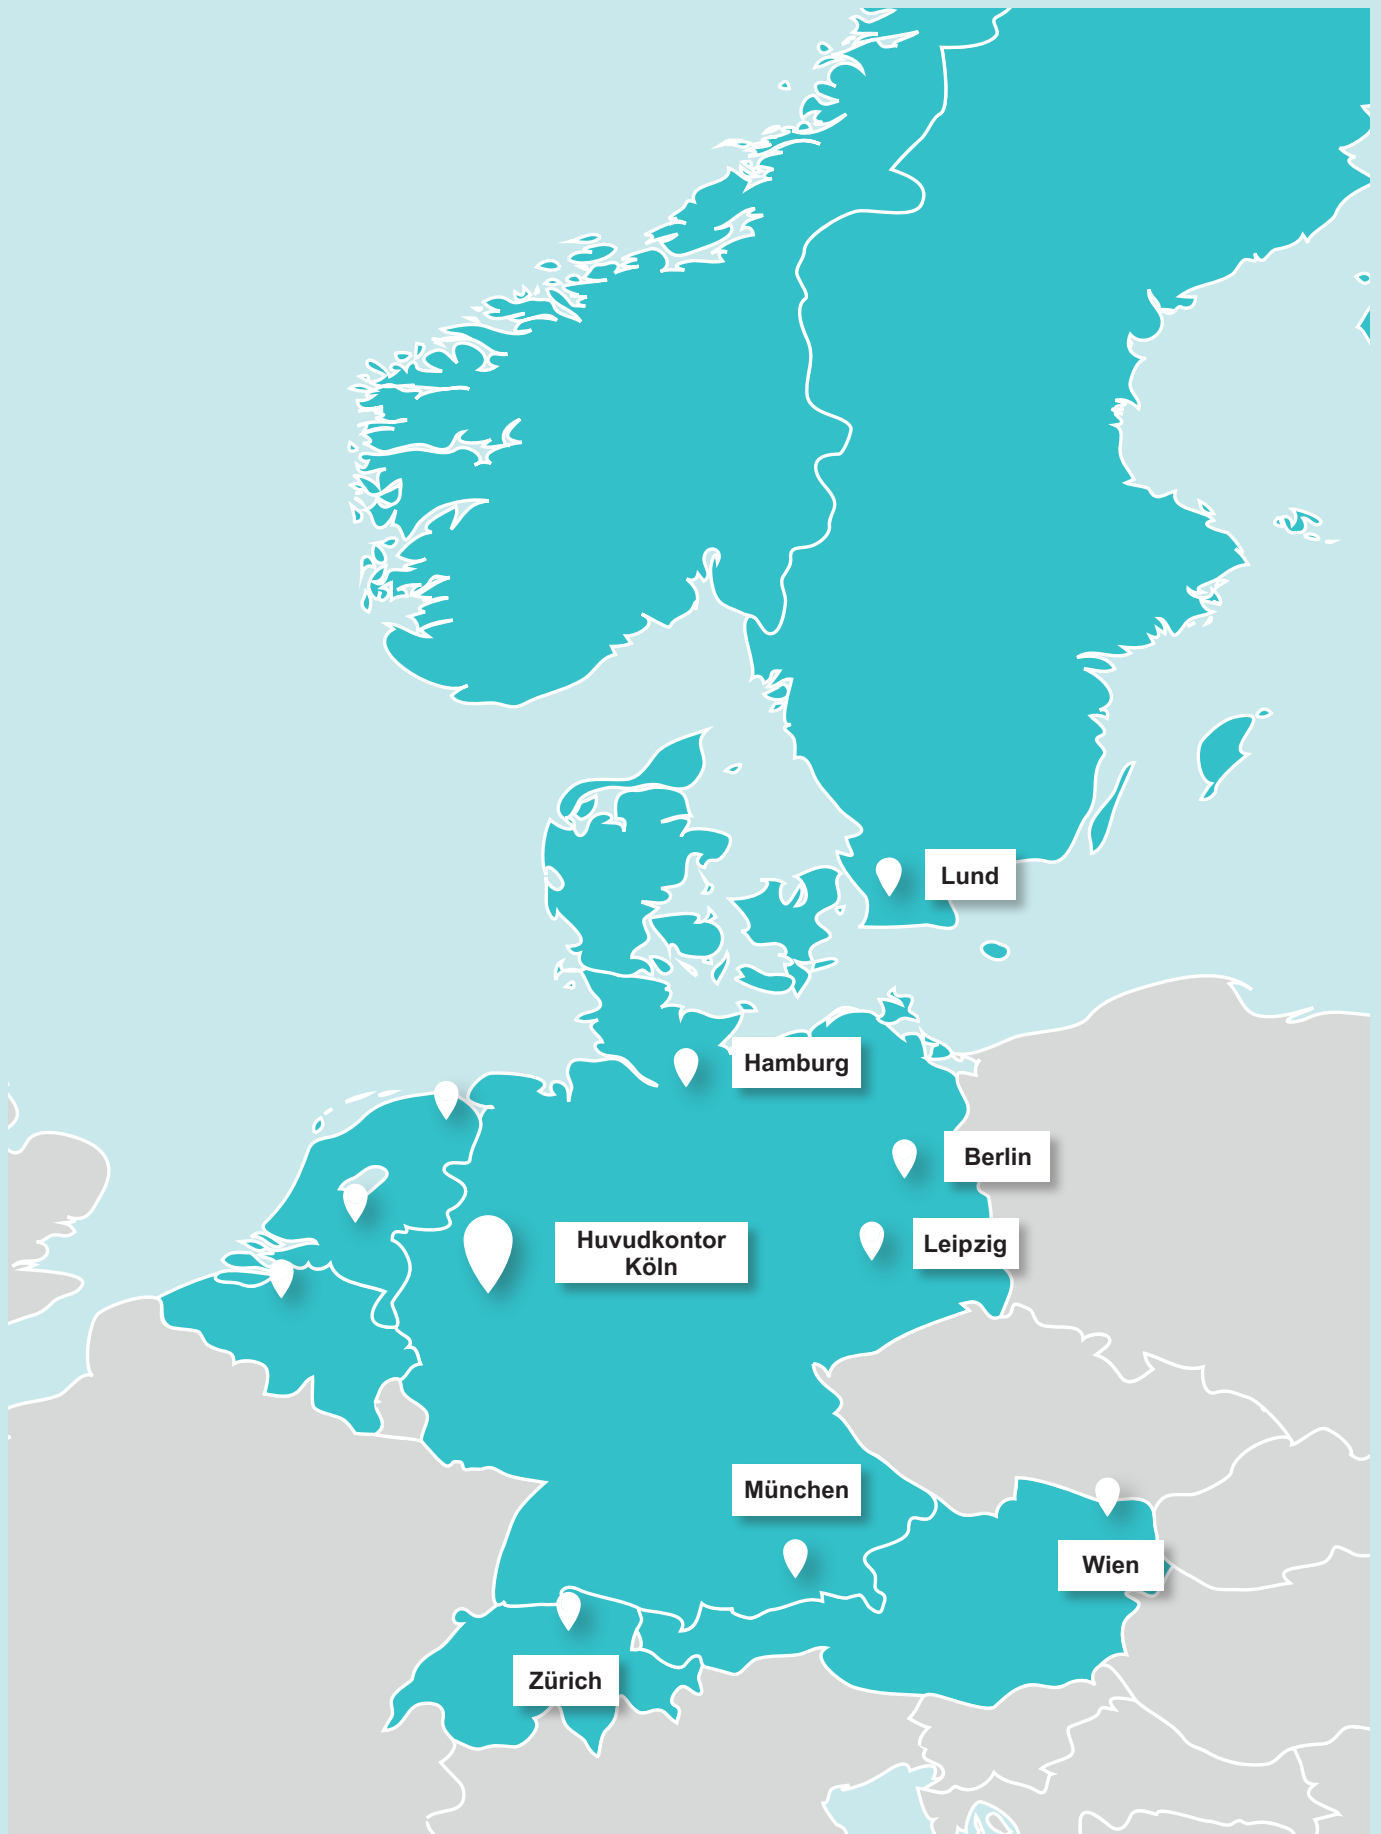 Lund
Hamburg
Berlin
Huvudkontor
Köln
Leipzig
München
Wien
Zürich